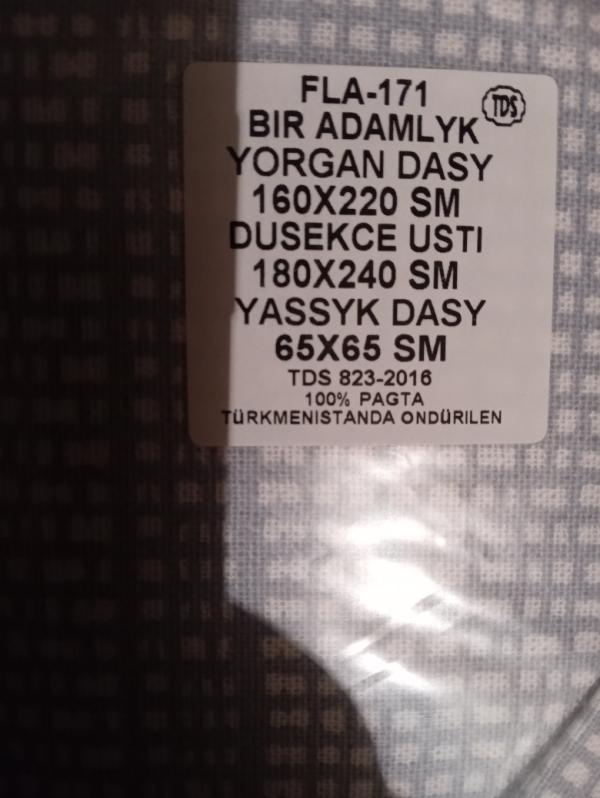 FLA-171
TDS
BIR ADAMLYK
YORGAN DASY
160X220 SM
DUSEKCE USTI
180X240 SM
YASSYK DASY
65X65 SM
TDS 823-2016
100% PAGTA
TÜRKMENISTANDA ONDÜRILEN